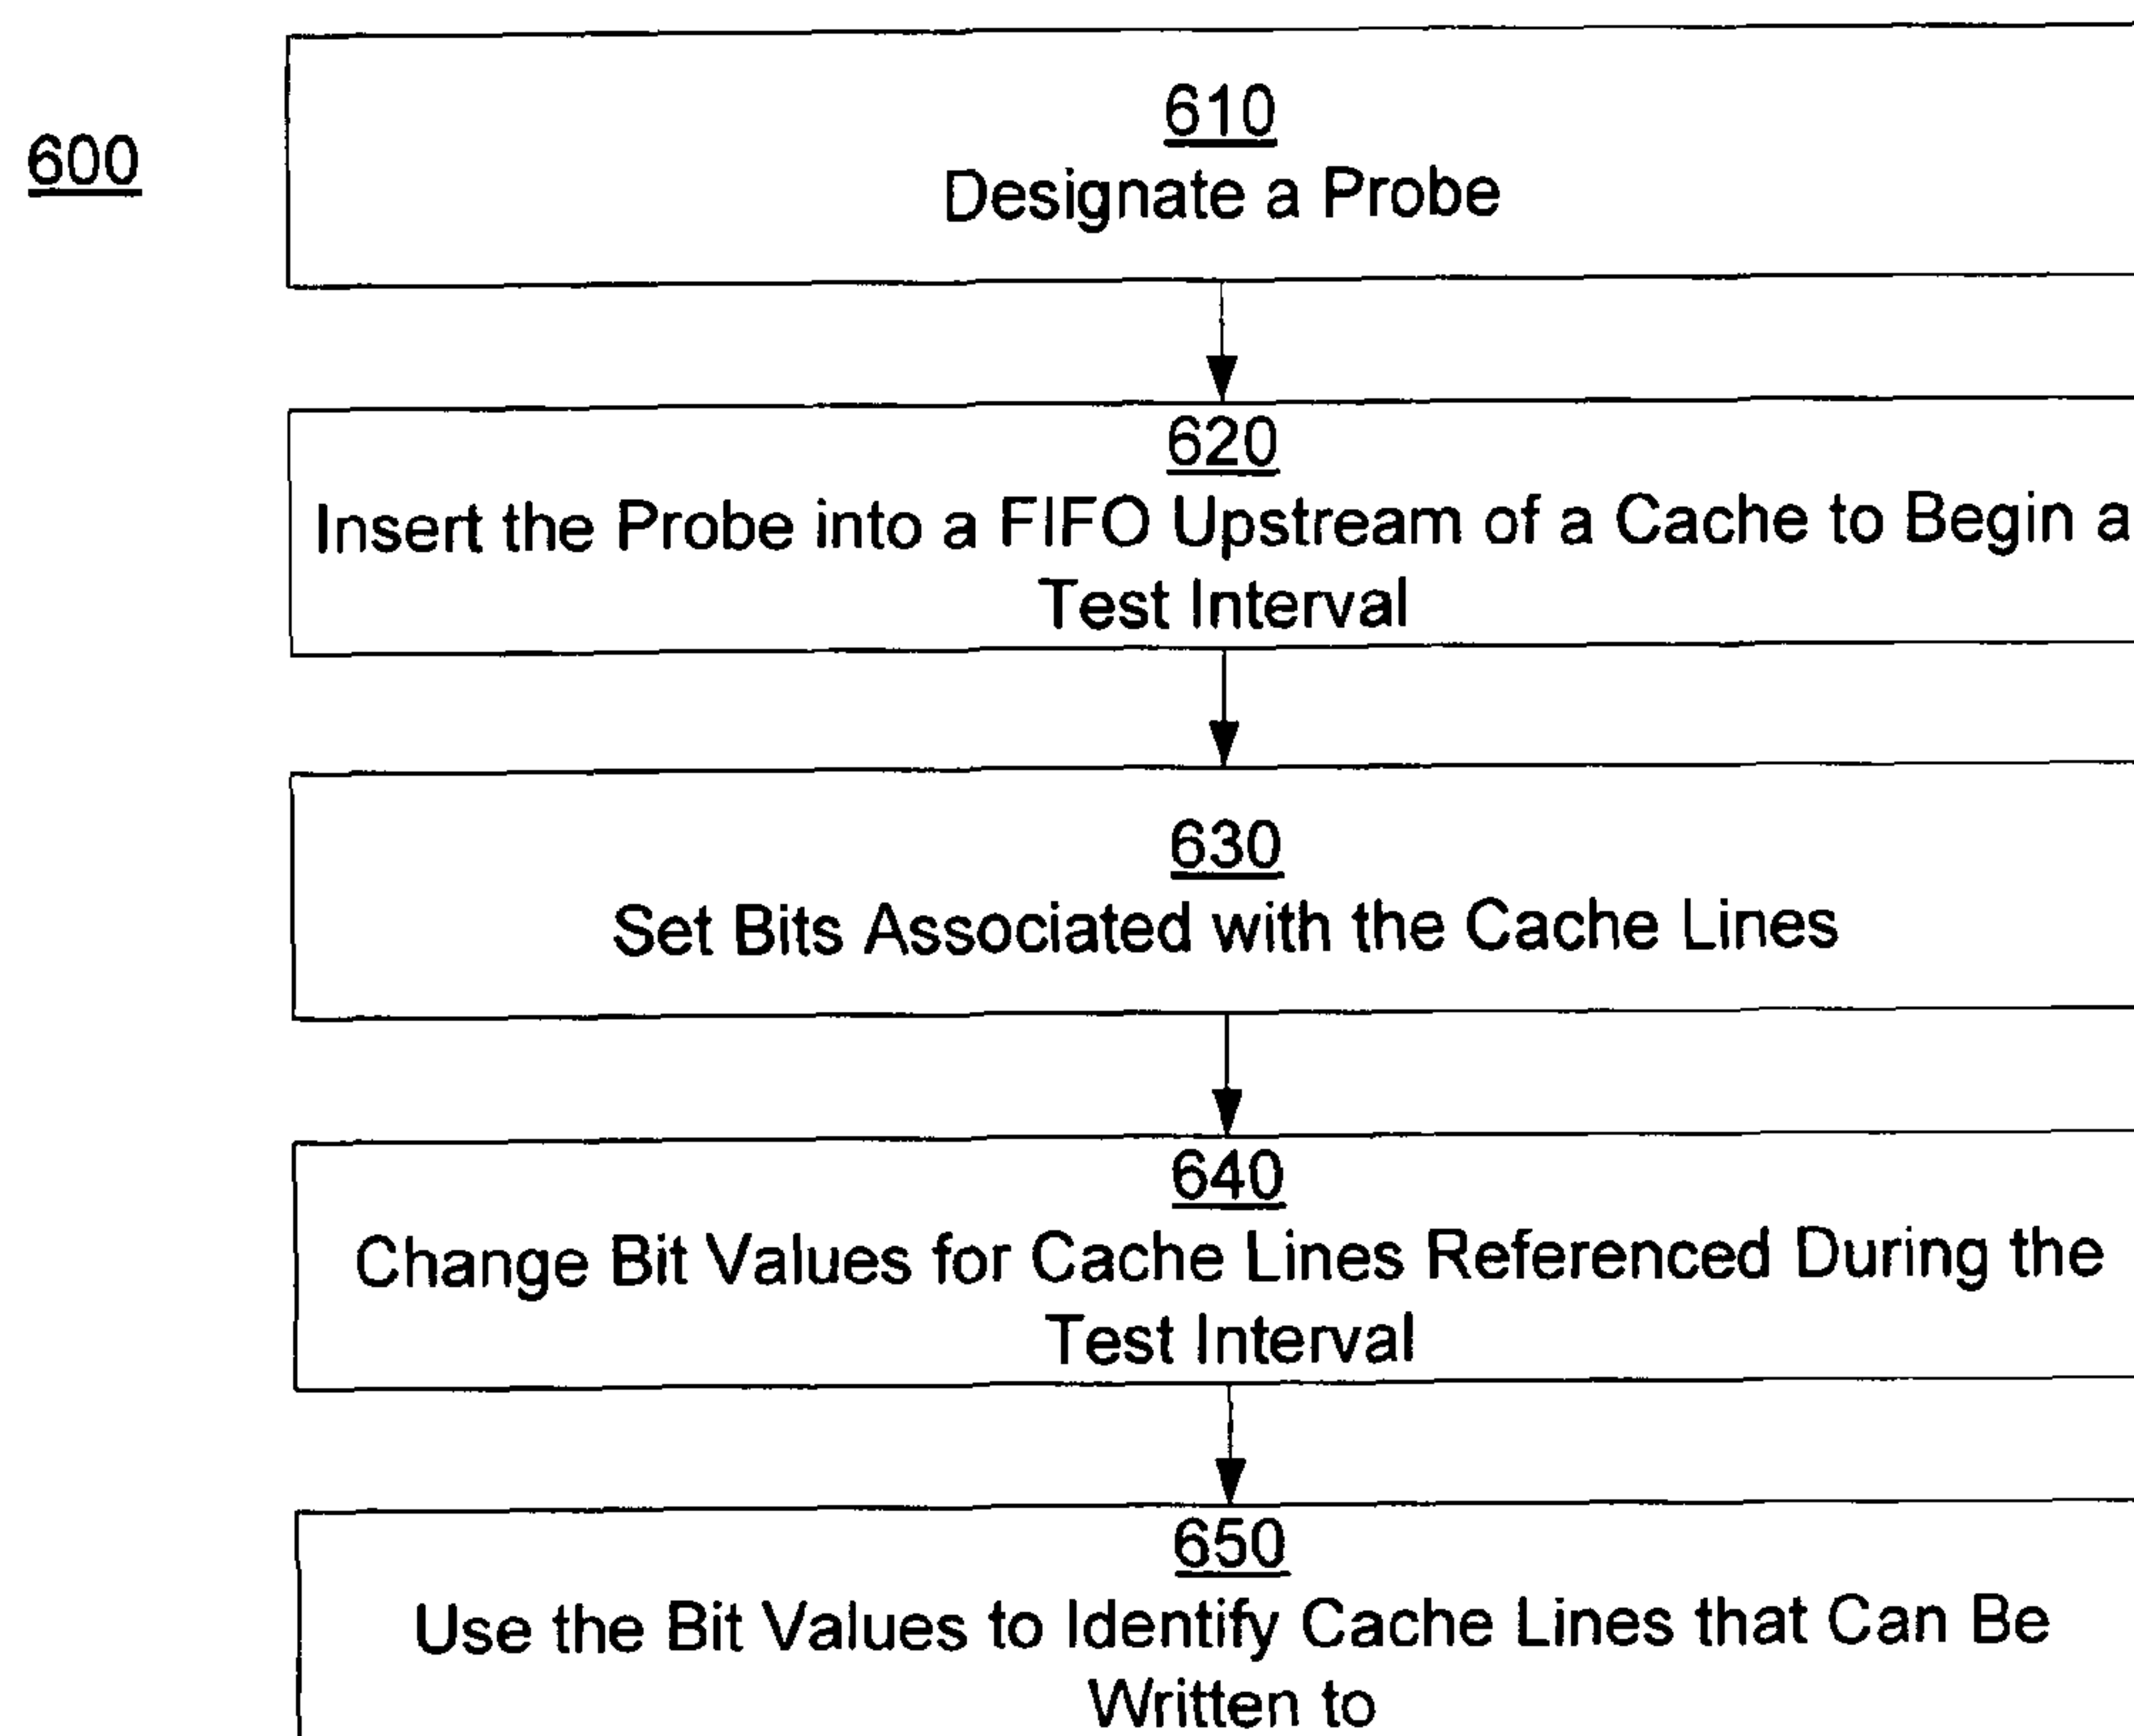 600
610
Designate a Probe
620
Insert the Probe into a FIFO Upstream of a Cache to Begin a
Test Interval
630
Set Bits Associated with the Cache Lines
640
Change Bit Values for Cache Lines Referenced During the
Test Interval
650
Use the Bit Values to Identify Cache Lines that Can Be
Written to